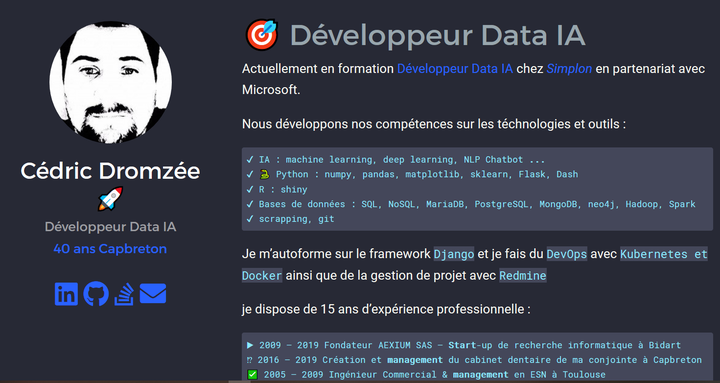 Cédric Dromzée
🚀
Développeur Data IA
40 ans Capbreton
🎯 Développeur Data IA
Actuellement en formation Développeur Data IA chez Simplon en partenariat avec
Microsoft.
Nous développons nos compétences sur les téchnologies et outils :
✓ IA : machine learning, deep learning, NLP Chatbot ...
✓ 🐍 Python : numpy, pandas, matplotlib, sklearn, Flask, Dash
✓ R : shiny
✓ Bases de données : SQL, NoSQL, MariaDB, PostgreSQL, MongoDB, neo4j, Hadoop, Spark
✓ scrapping, git
Je m’autoforme sur le framework Django et je fais du DevOps avec Kubernetes et
Docker ainsi que de la gestion de projet avec Redmine
je dispose de 15 ans d’expérience professionnelle :
▶ 2009 – 2019 Fondateur AEXIUM SAS – Start-up de recherche informatique à Bidart
⁇ 2016 – 2019 Création et management du cabinet dentaire de ma conjointe à Capbreton
✅ 2005 – 2009 Ingénieur Commercial & management en ESN à Toulouse